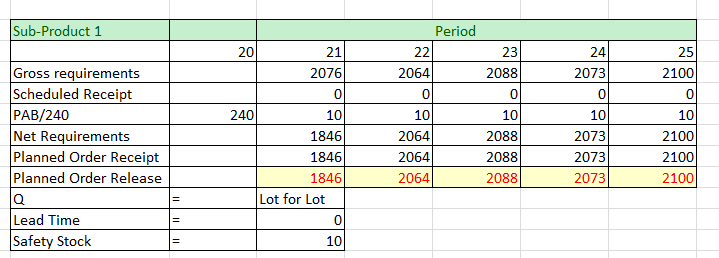 Sub-Product 1 Period
20 21 22 23 24 25
Gross requirements 2076 2064 2088 2073 2100
Scheduled Receipt 0 0 0 0 0
PAB/240 240 10 10 10 10 10
Net Requirements 1846 2064 2088 2073 2100
Planned Order Receipt 1846 2064 2088 2073 2100
Planned Order Release 1846 2064 2088 2073 2100
Q = Lot for Lot
Lead Time = 0
Safety Stock = 10